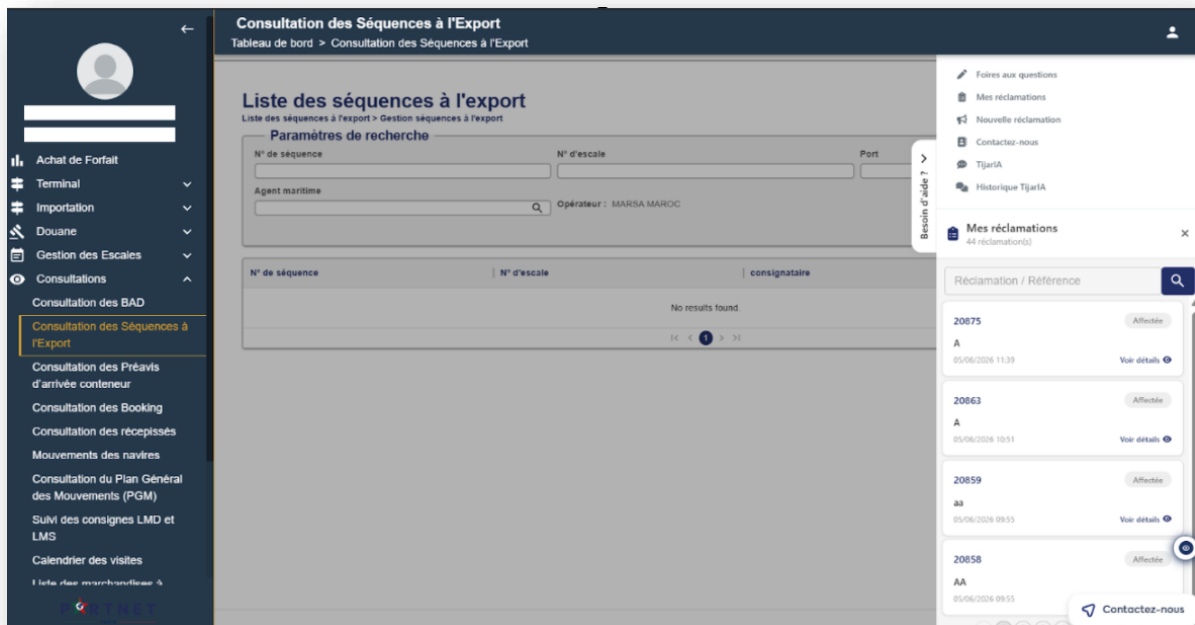 Consultation des Séquences à l'Export
Tableau de bord > Consultation des Séquences à l'Export
Achat de Forfait
Terminal
Importation
Douane
Gestion des Escales
Consultations
Consultation des BAD
Consultation des Séquences à
l'Export
Consultation des Préavis
d'arrivée conteneur
Consultation des Booking
Consultation des récepissés
Mouvements des navires
Consultation du Plan Général
des Mouvements (PGM)
Suivi des consignes LMD et
LMS
Calendrier des visites
Liste des marchandises à
PORTNET
Liste des séquences à l'export
Liste des séquences à l'export > Gestion séquences à l'export
Paramètres de recherche
N° de séquence
N° d'escale
Port
Agent maritime
Opérateur : MARSA MAROC
N° de séquence
N° d'escale
consignataire
No results found.
1
Besoin d'aide ?
Foires aux questions
Mes réclamations
Nouvelle réclamation
Contactez-nous
TijarIA
Historique TijarIA
Mes réclamations
44 réclamation(s)
Réclamation / Référence
20875 Affectée
A
05/06/2026 11:39 Voir détails
20863 Affectée
A
05/06/2026 10:51 Voir détails
20859 Affectée
aa
05/06/2026 09:55 Voir détails
20858 Affectée
AA
05/06/2026 09:55
Contactez-nous